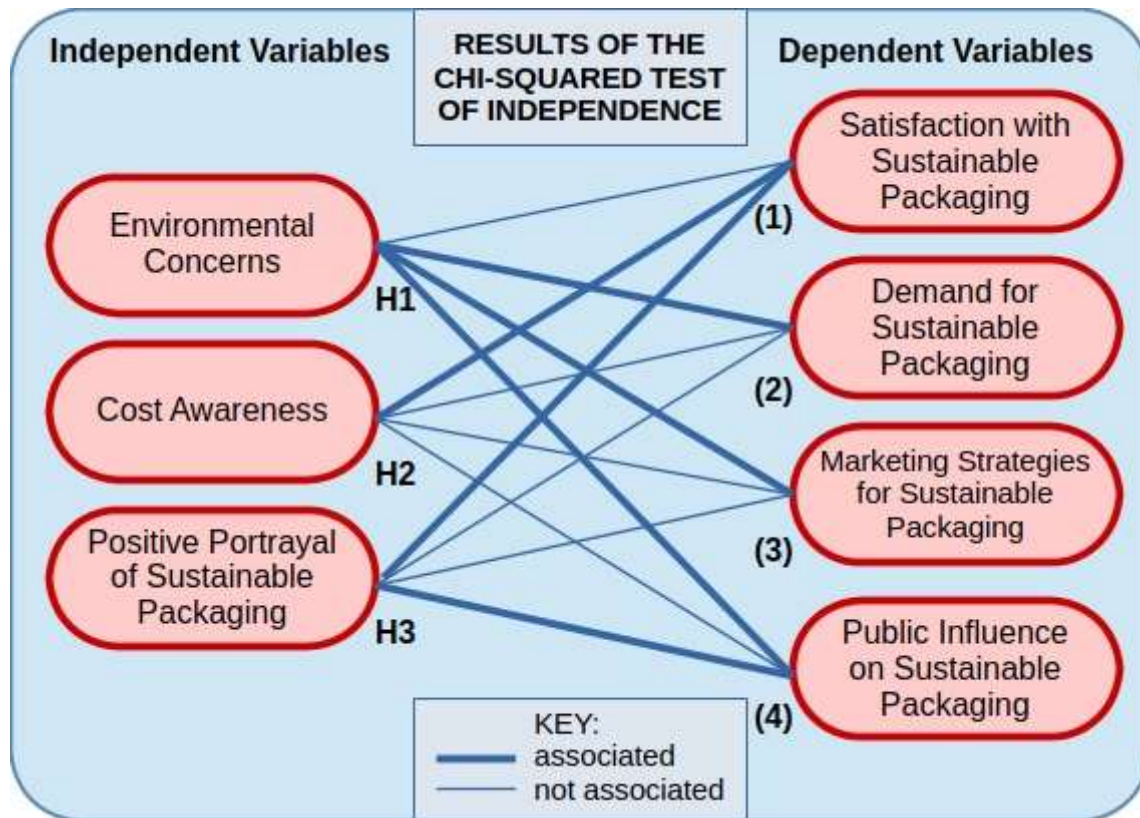 Independent Variables
RESULTS OF THE
CHI-SQUARED TEST
OF INDEPENDENCE
Dependent Variables
Environmental
Concerns
H1
Cost Awareness
H2
Positive Portrayal
of Sustainable
Packaging
H3
Satisfaction with
Sustainable
Packaging
(1)
Demand for
Sustainable
Packaging
(2)
Marketing Strategies
for Sustainable
Packaging
(3)
Public Influence
on Sustainable
Packaging
(4)
KEY:
associated
not associated